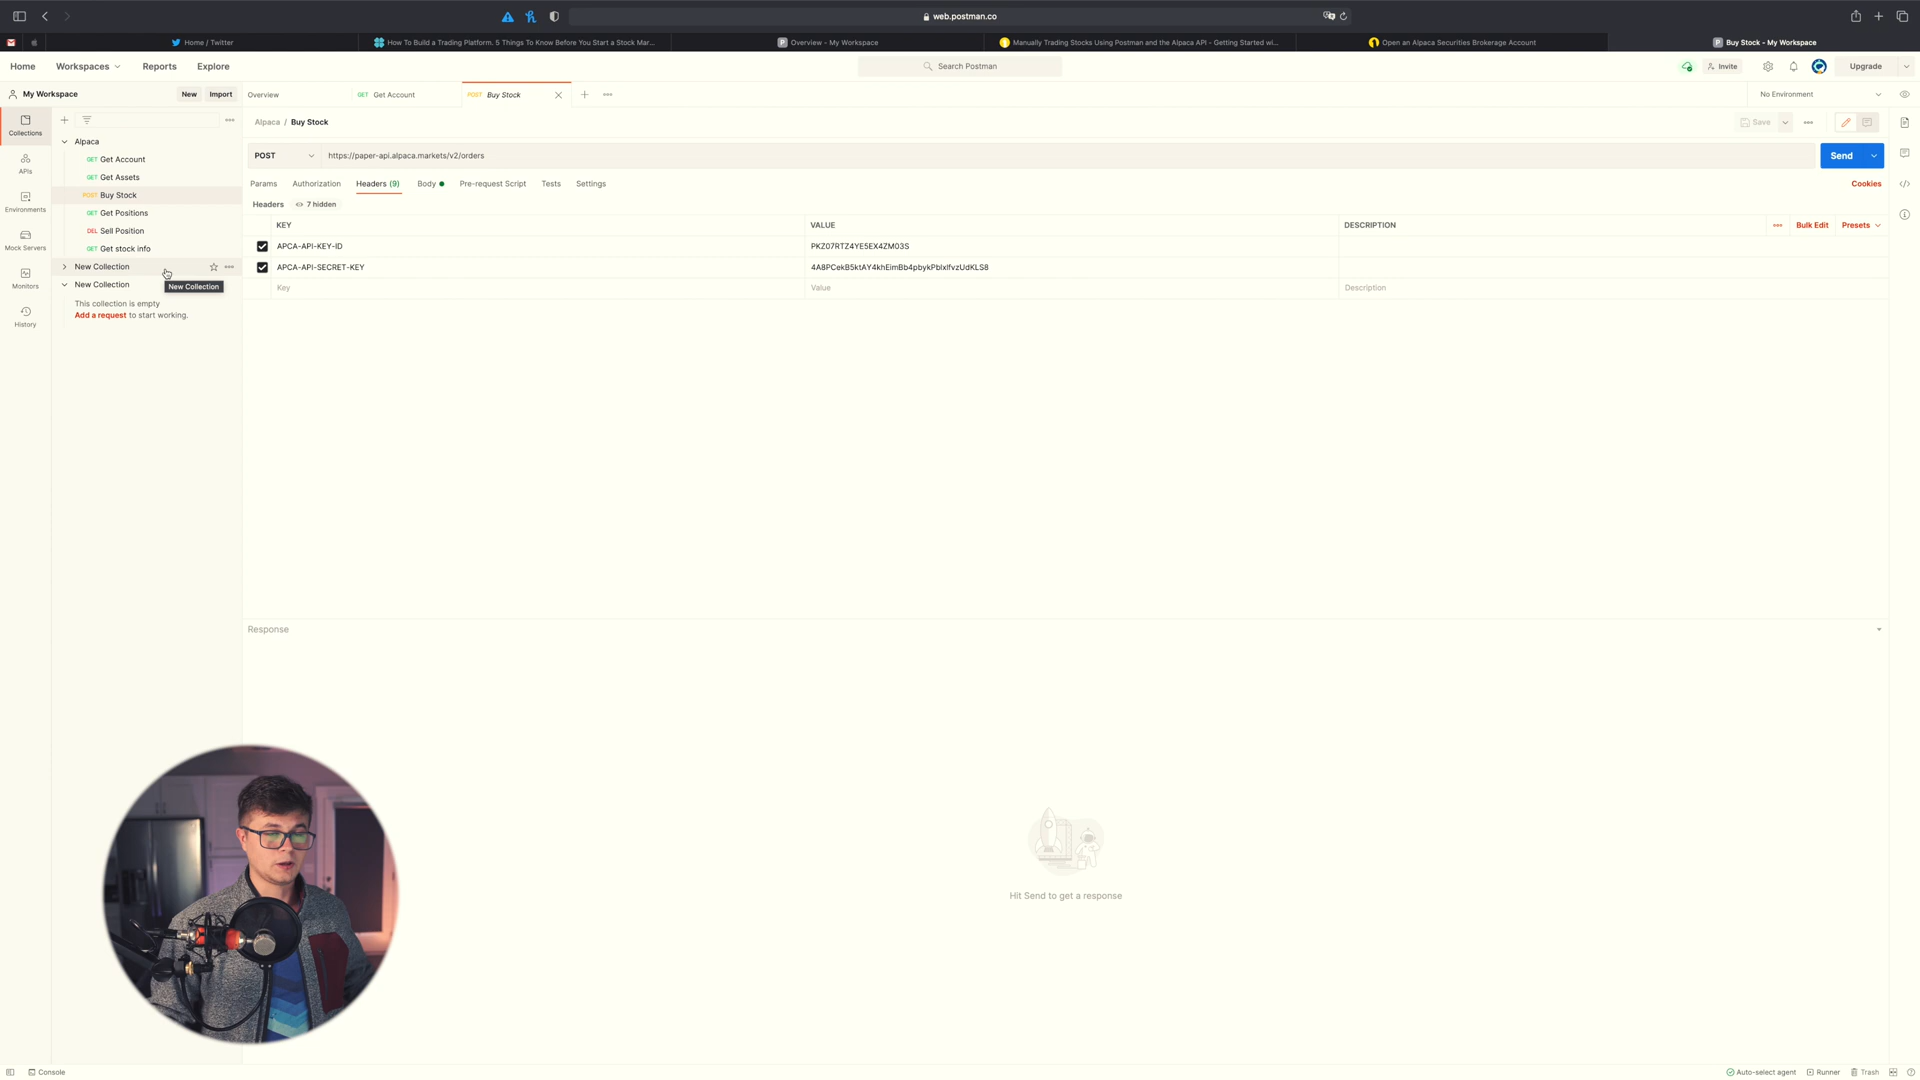 web.postman.co
Home / Twitter
How To Build a Trading Platform. 5 Things To Know Before You Start a Stock Mar...
Overview - My Workspace
Manually Trading Stocks Using Postman and the Alpaca API - Getting Started wi...
Open an Alpaca Securities Brokerage Account
Buy Stock - My Workspace
Home
Workspaces
Reports
Explore
Search Postman
Invite
Upgrade
My Workspace
New
Import
Overview
GET Get Account
POST Buy Stock
No Environment
Collections
APIs
Environments
Mock Servers
Monitors
History
Alpaca
GET Get Account
GET Get Assets
POST Buy Stock
GET Get Positions
DEL Sell Position
GET Get stock info
New Collection
New Collection
New Collection
This collection is empty
Add a request to start working.
Alpaca / Buy Stock
Save
POST
https://paper-api.alpaca.markets/v2/orders
Send
Params
Authorization
Headers (9)
Body
Pre-request Script
Tests
Settings
Cookies
Headers
7 hidden
KEY
VALUE
DESCRIPTION
Bulk Edit
Presets
APCA-API-KEY-ID
PKZ07RTZ4YE5EX4ZM03S
APCA-API-SECRET-KEY
4A8PCekB5ktAY4khEimBb4pbykPblxlfvzUdKLS8
Key
Value
Description
Response
Hit Send to get a response
Console
Auto-select agent
Runner
Trash